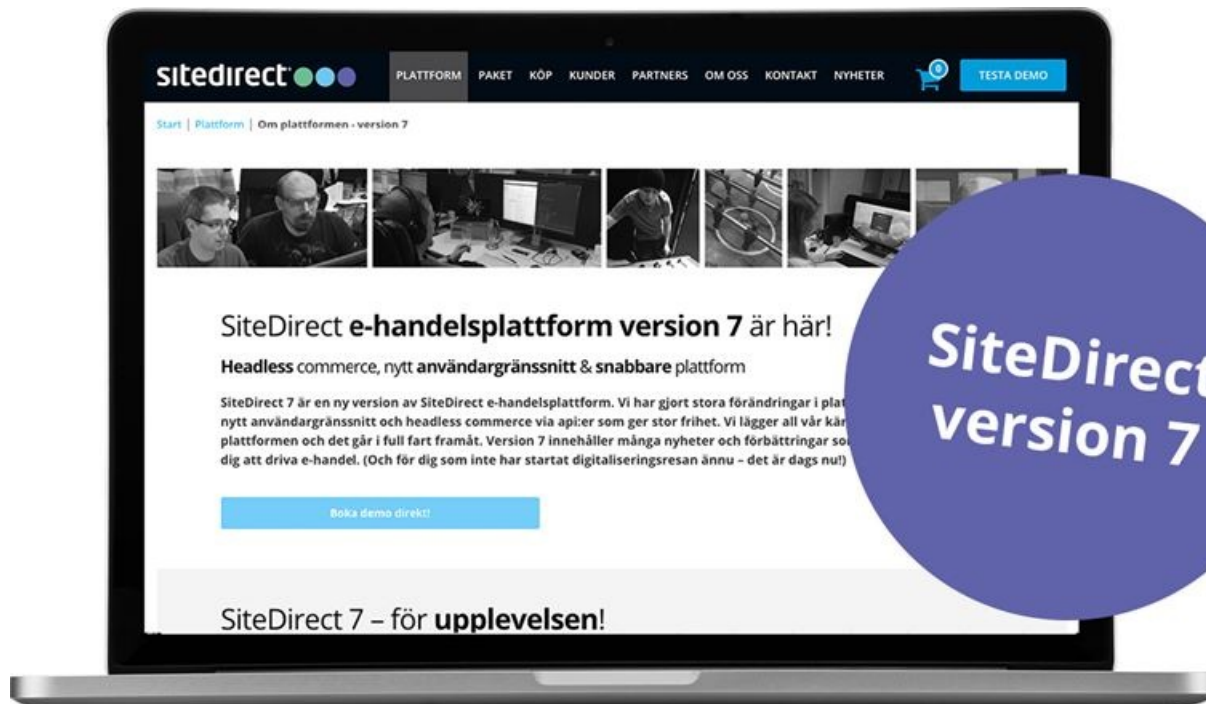 sitedirect
PLATTFORM PAKET KÖP KUNDER PARTNERS OM OSS KONTAKT NYHETER 0 TESTA DEMO
Start | Plattform | Om plattformen - version 7
SiteDirect e-handelsplattform version 7 är här!
Headless commerce, nytt användargränssnitt & snabbare plattform
SiteDirect 7 är en ny version av SiteDirect e-handelsplattform. Vi har gjort stora förändringar i
nytt användargränssnitt och headless commerce via api:er som ger stor frihet. Vi lägger all vår
plattformen och det går i full fart framåt. Version 7 innehåller många nyheter och förbättringar
dig att driva e-handel. (Och för dig som inte har startat digitaliseringsresan ännu – det är dags nu!)
Boka demo direkt!
SiteDirect 7 – för upplevelsen!
SiteDirect
version 7